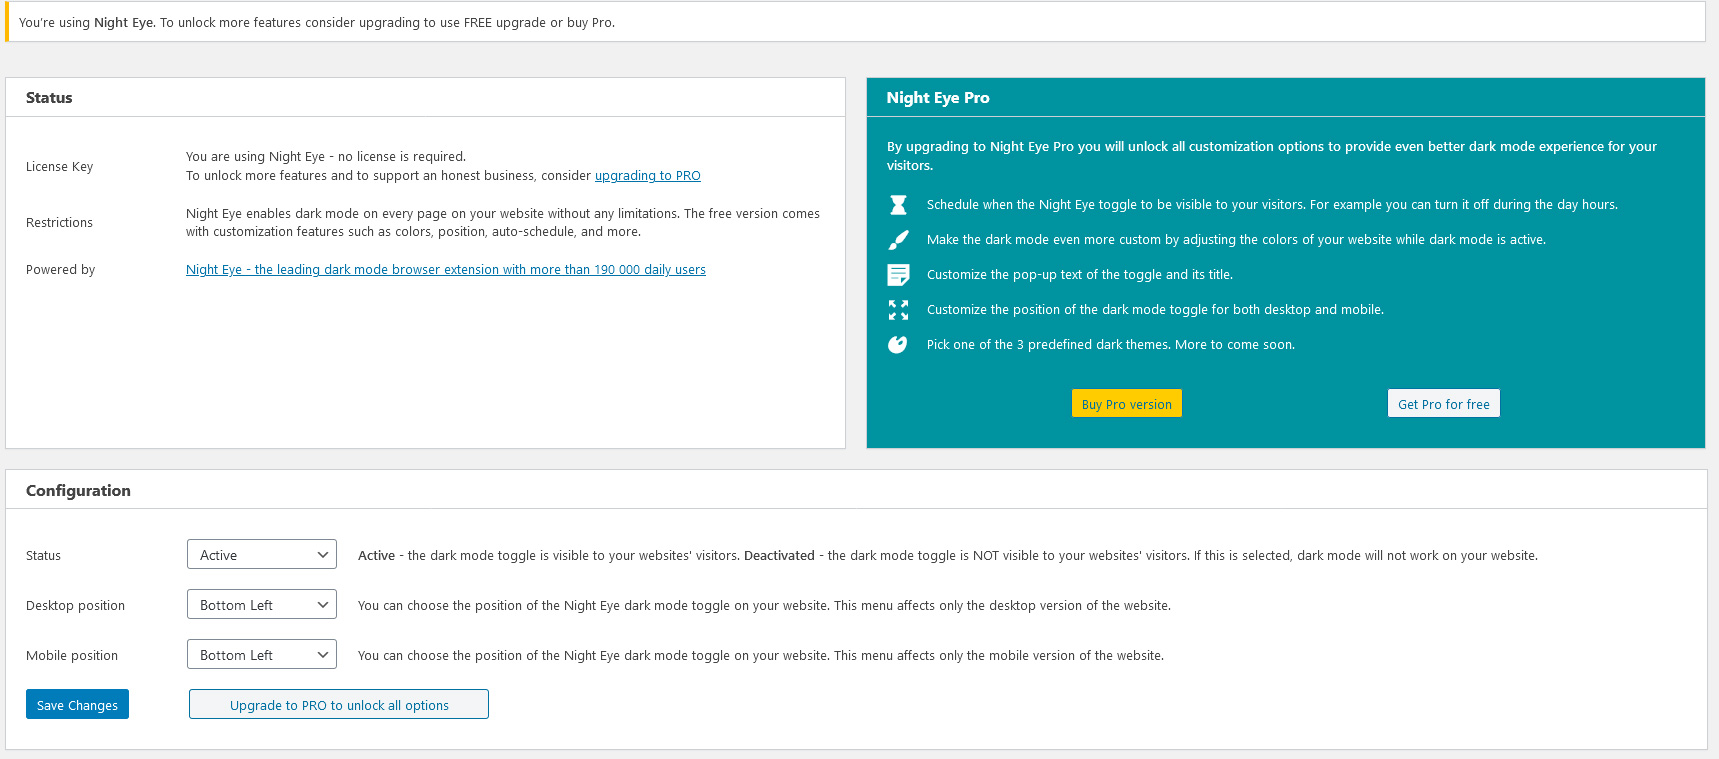 You're using Night Eye. To unlock more features consider upgrading to use FREE upgrade or buy Pro.
Status
License Key
You are using Night Eye - no license is required.
To unlock more features and to support an honest business, consider upgrading to PRO
Restrictions
Night Eye enables dark mode on every page on your website without any limitations. The free version comes
with customization features such as colors, position, auto-schedule, and more.
Powered by
Night Eye - the leading dark mode browser extension with more than 190 000 daily users
Night Eye Pro
By upgrading to Night Eye Pro you will unlock all customization options to provide even better dark mode experience for your
visitors.
Schedule when the Night Eye toggle to be visible to your visitors. For example you can turn it off during the day hours.
Make the dark mode even more custom by adjusting the colors of your website while dark mode is active.
Customize the pop-up text of the toggle and its title.
Customize the position of the dark mode toggle for both desktop and mobile.
Pick one of the 3 predefined dark themes. More to come soon.
Buy Pro version
Get Pro for free
Configuration
Status
Active
Active - the dark mode toggle is visible to your websites' visitors. Deactivated - the dark mode toggle is NOT visible to your websites' visitors. If this is selected, dark mode will not work on your website.
Desktop position
Bottom Left
You can choose the position of the Night Eye dark mode toggle on your website. This menu affects only the desktop version of the website.
Mobile position
Bottom Left
You can choose the position of the Night Eye dark mode toggle on your website. This menu affects only the mobile version of the website.
Save Changes
Upgrade to PRO to unlock all options